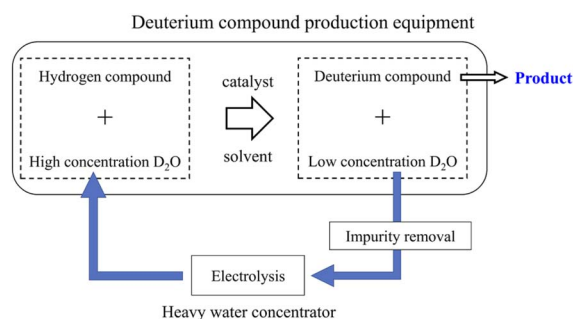 Deuterium compound production equipment
Hydrogen compound
+
High concentration D₂O
catalyst
solvent
Deuterium compound
+
Low concentration D₂O
Product
Impurity removal
Electrolysis
Heavy water concentrator